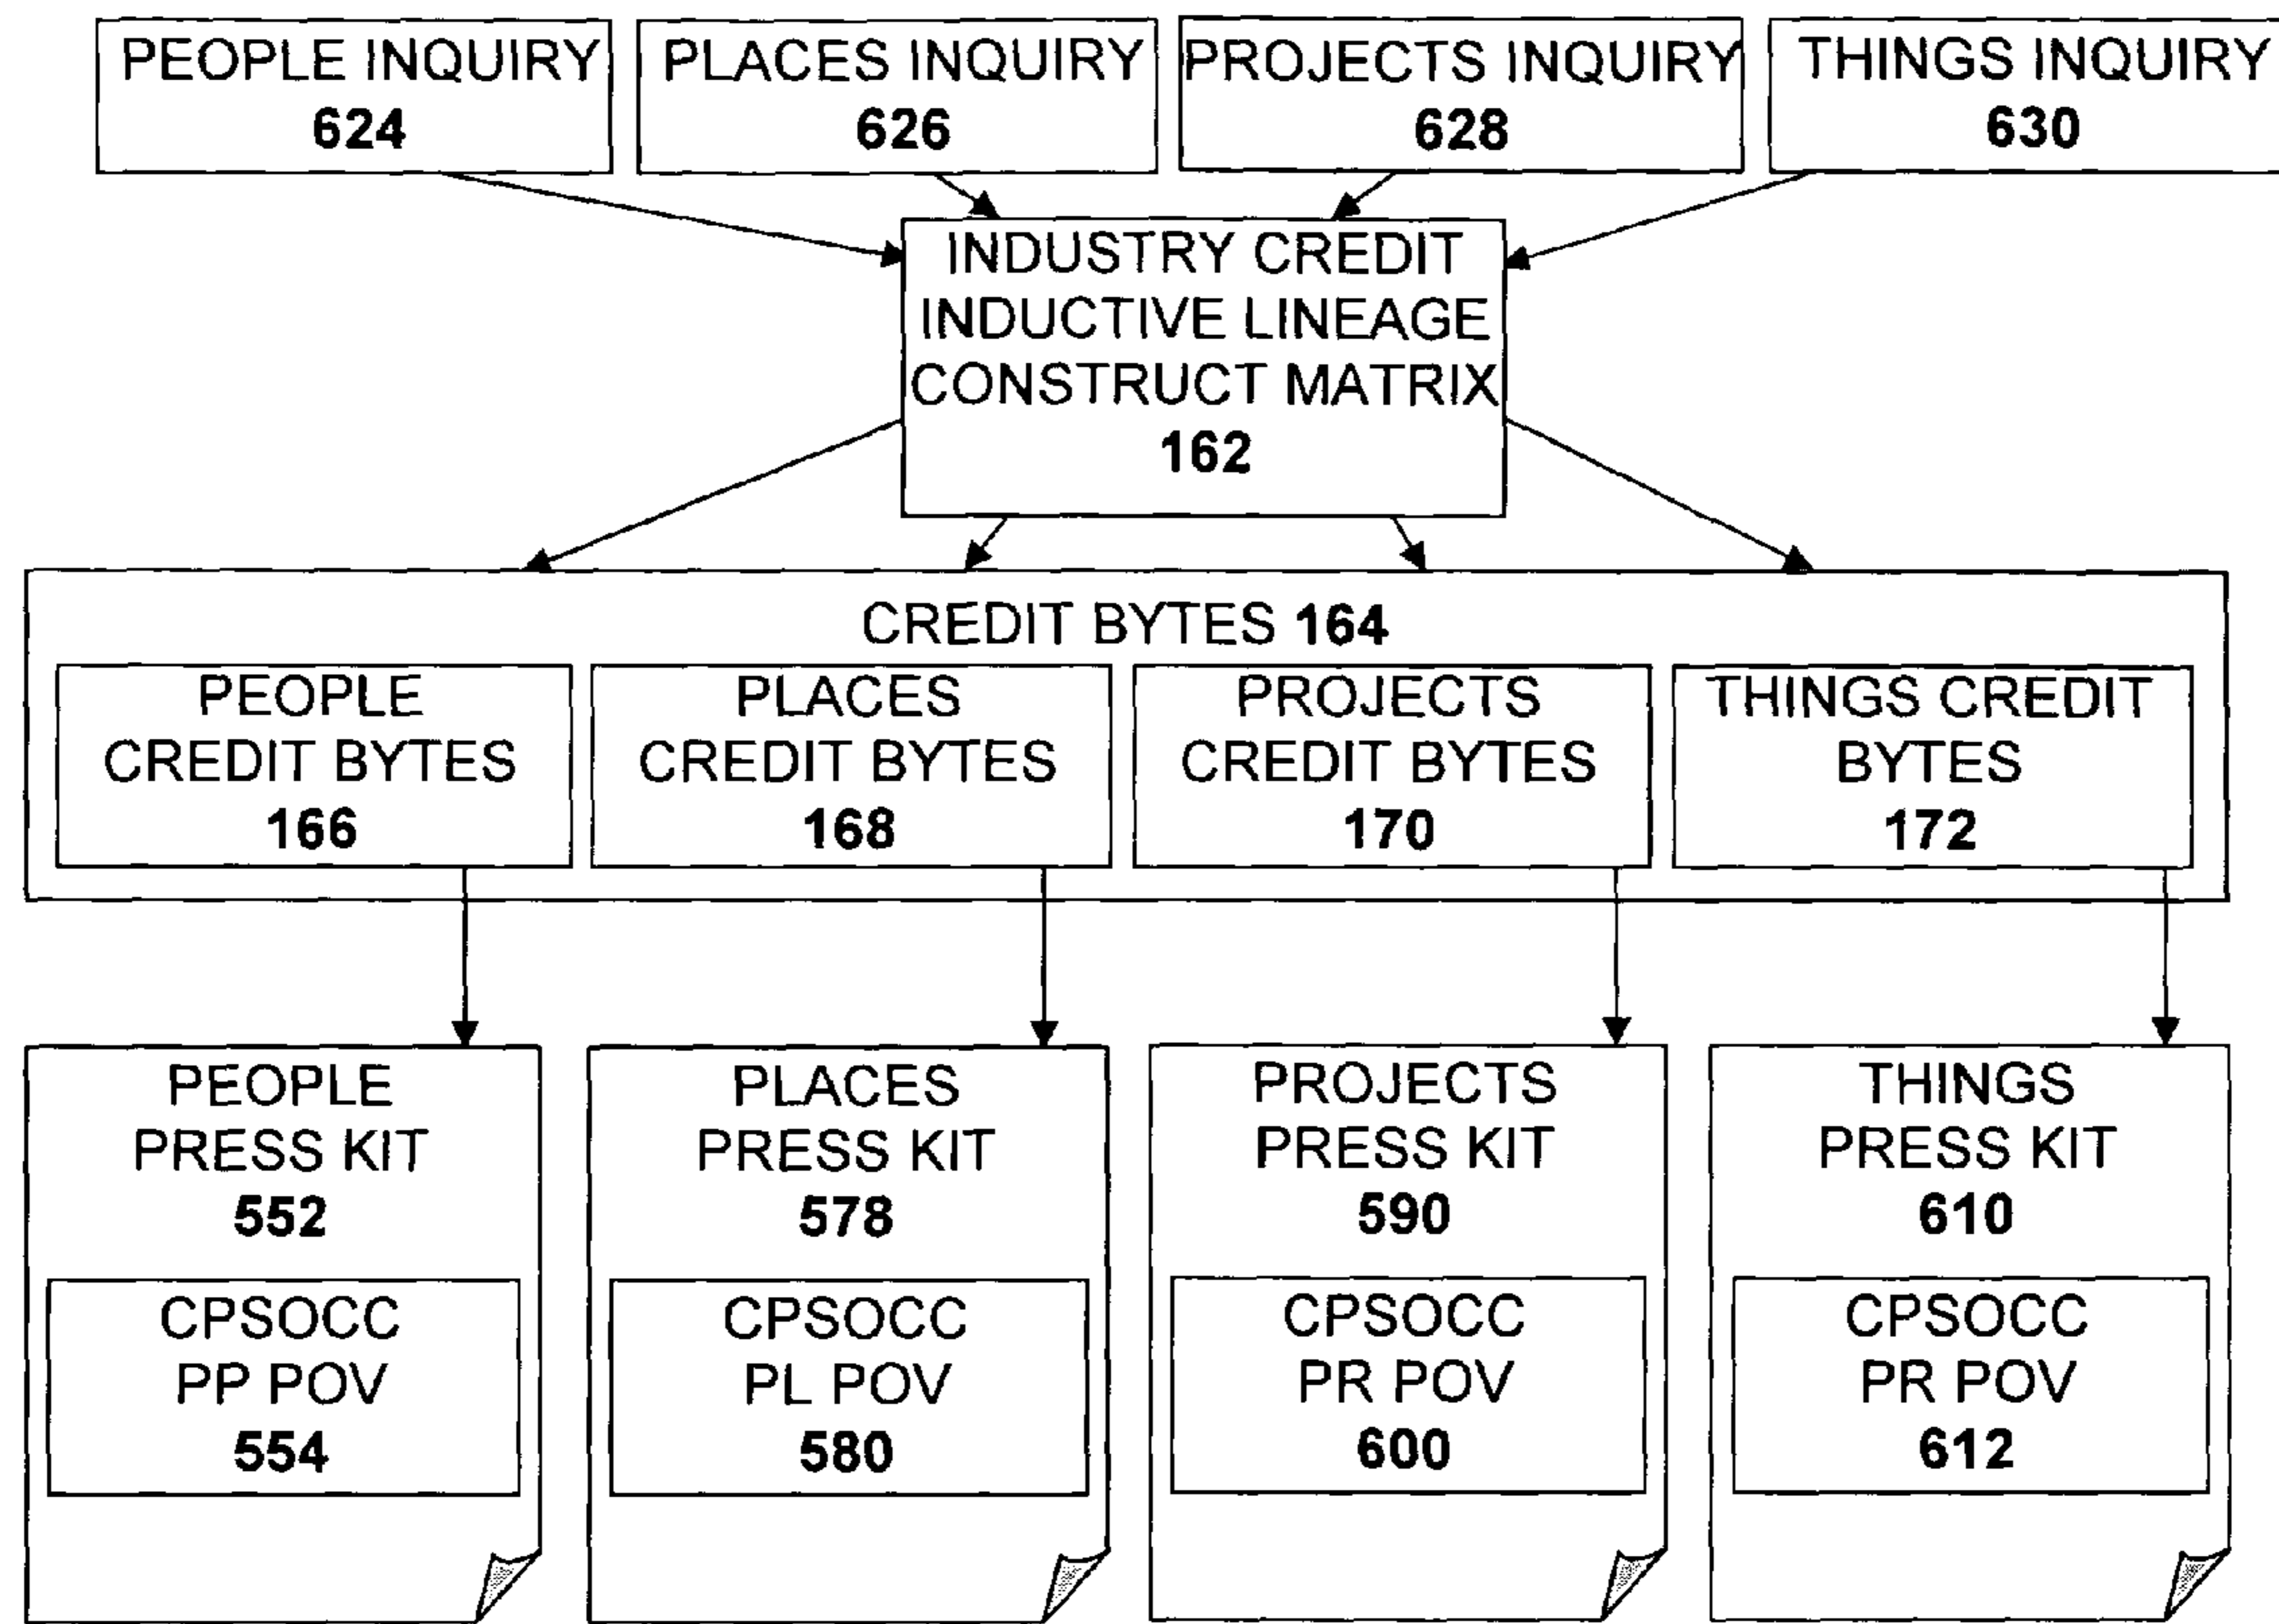 PEOPLE INQUIRY
624
PLACES INQUIRY
626
PROJECTS INQUIRY
628
THINGS INQUIRY
630
INDUSTRY CREDIT
INDUCTIVE LINEAGE
CONSTRUCT MATRIX
162
CREDIT BYTES 164
PEOPLE
CREDIT BYTES
166
PLACES
CREDIT BYTES
168
PROJECTS
CREDIT BYTES
170
THINGS CREDIT
BYTES
172
PEOPLE
PRESS KIT
552
CPSOCC
PP POV
554
PLACES
PRESS KIT
578
CPSOCC
PL POV
580
PROJECTS
PRESS KIT
590
CPSOCC
PR POV
600
THINGS
PRESS KIT
610
CPSOCC
PR POV
612